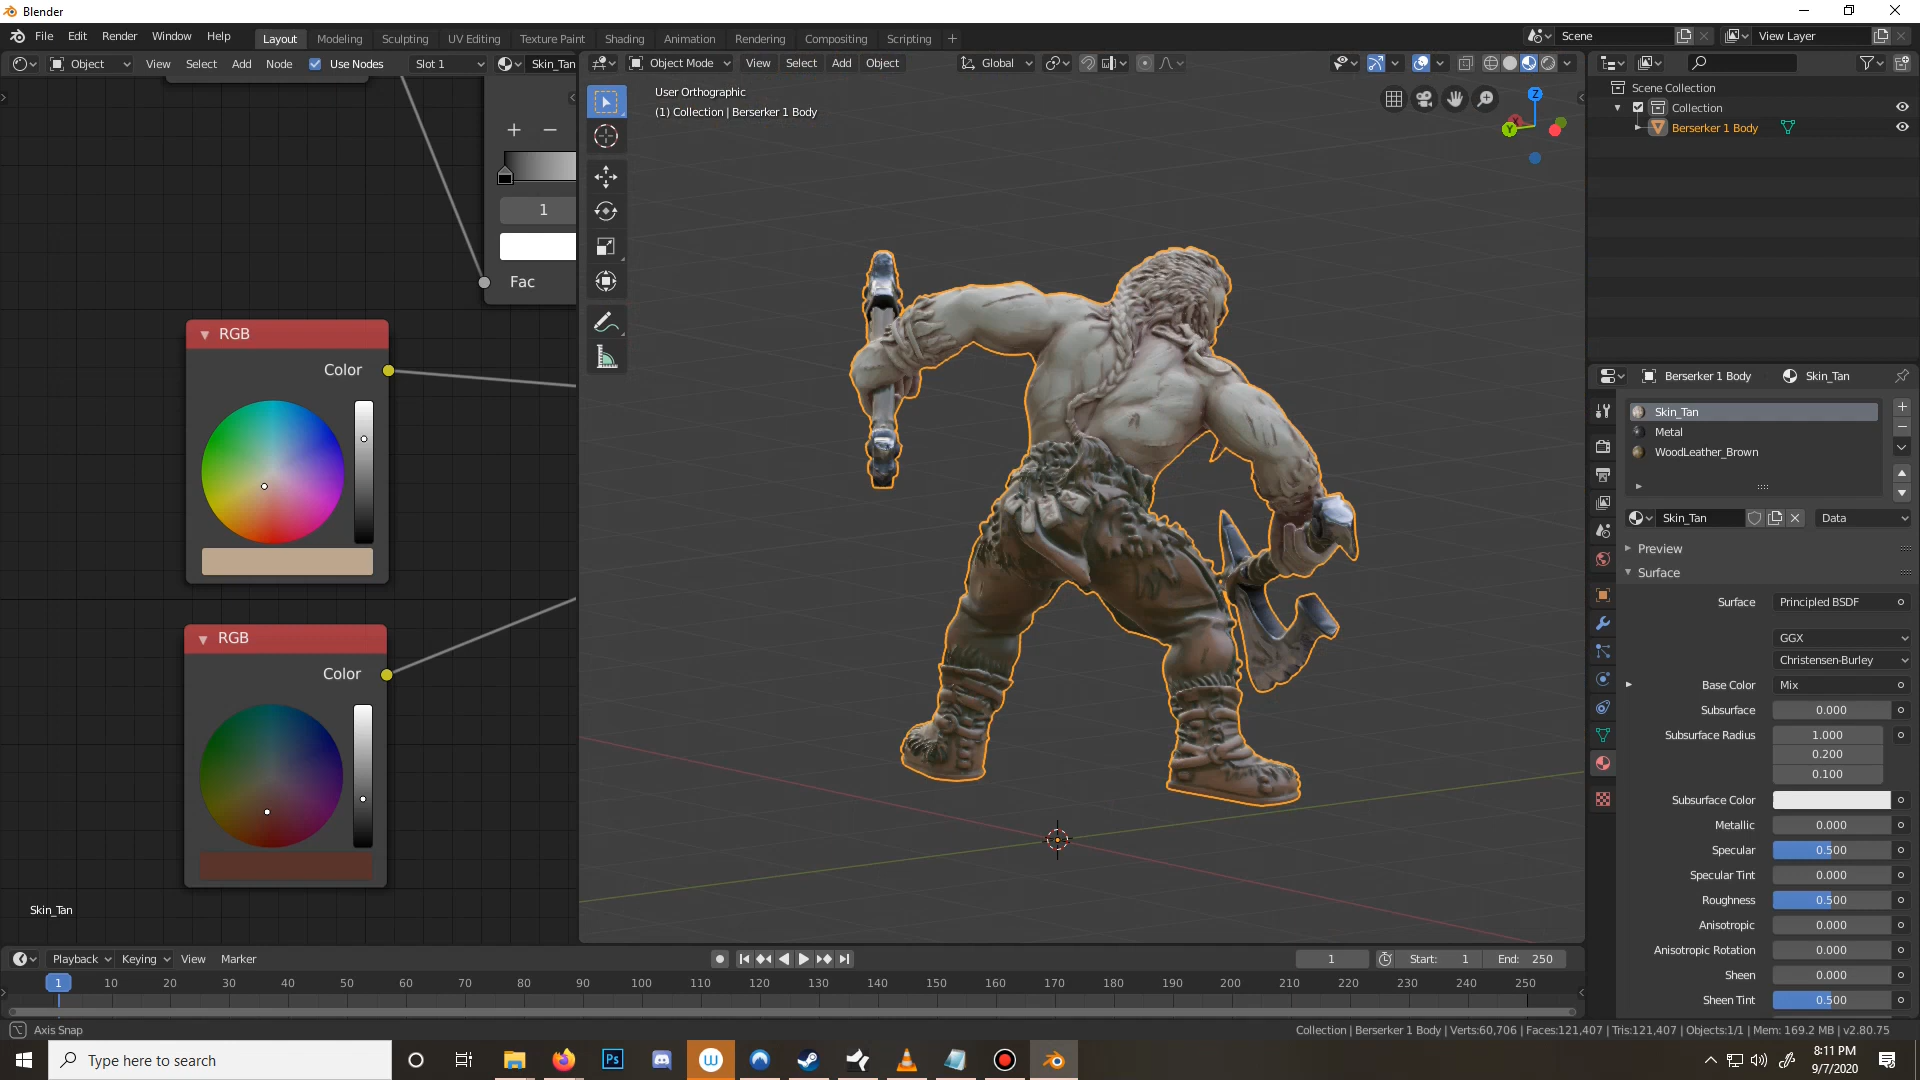 Blender
File Edit Render Window Help
Layout Modeling Sculpting UV Editing Texture Paint Shading Animation Rendering Compositing Scripting
Scene View Layer
Object View Select Add Node Use Nodes Slot 1 Skin_Tan
Object Mode View Select Add Object Global
User Orthographic
(1) Collection | Berserker 1 Body
Z
Y
X
Scene Collection
Collection
Berserker 1 Body
1
Fac
RGB
Color
RGB
Color
Skin_Tan
Berserker 1 Body Skin_Tan
Skin_Tan
Metal
WoodLeather_Brown
Skin_Tan Data
Preview
Surface
Surface Principled BSDF
GGX
Christensen-Burley
Base Color Mix
Subsurface 0.000
Subsurface Radius 1.000
0.200
0.100
Subsurface Color
Metallic 0.000
Specular 0.500
Specular Tint 0.000
Roughness 0.500
Anisotropic 0.000
Anisotropic Rotation 0.000
Sheen 0.000
Sheen Tint 0.500
Playback Keying View Marker
1 Start: 1 End: 250
1 10 20 30 40 50 60 70 80 90 100 110 120 130 140 150 160 170 180 190 200 210 220 230 240 250
Axis Snap
Collection | Berserker 1 Body | Verts:60,706 | Faces:121,407 | Tris:121,407 | Objects:1/1 | Mem: 169.2 MB | v2.80.75
Type here to search
Ps
W
8:11 PM
9/7/2020